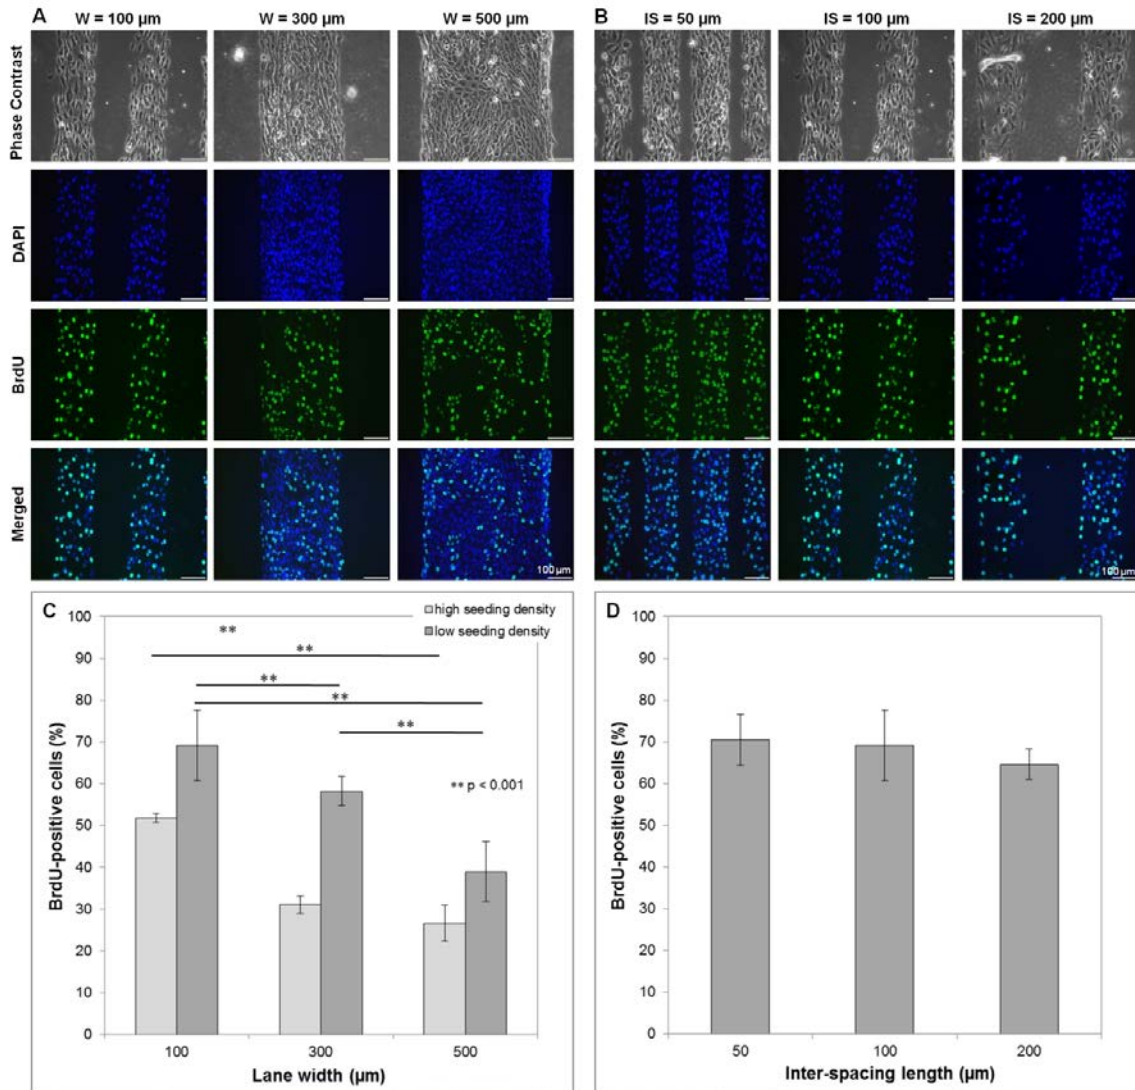 A W = 100 µm W = 300 µm W = 500 µm
B IS = 50 µm IS = 100 µm IS = 200 µm
Phase Contrast
DAPI
BrdU
Merged
100 µm
100 µm
C
high seeding density
low seeding density
**
**
**
**
**
** p < 0.001
BrdU-positive cells (%)
100
90
80
70
60
50
40
30
20
10
0
100 300 500
Lane width (µm)
D
BrdU-positive cells (%)
100
90
80
70
60
50
40
30
20
10
0
50 100 200
Inter-spacing length (µm)